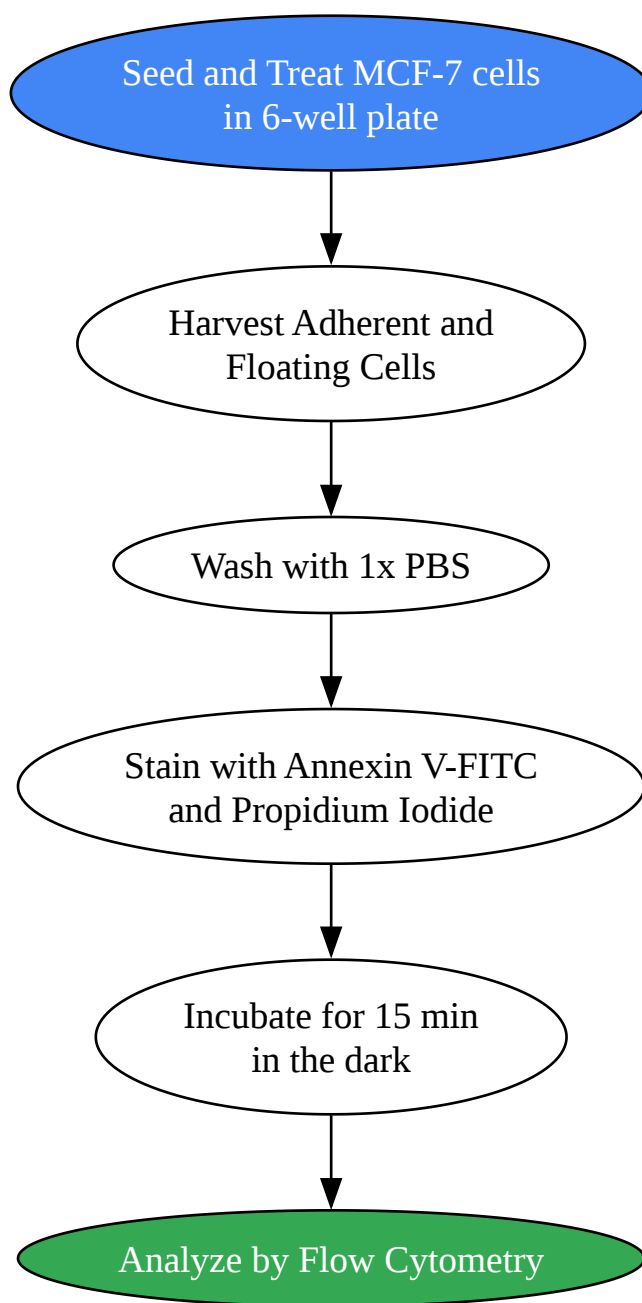 Seed and Treat MCF-7 cells
in 6-well plate
Harvest Adherent and
Floating Cells
Wash with 1x PBS
Stain with Annexin V-FITC
and Propidium Iodide
Incubate for 15 min
in the dark
Analyze by Flow Cytometry